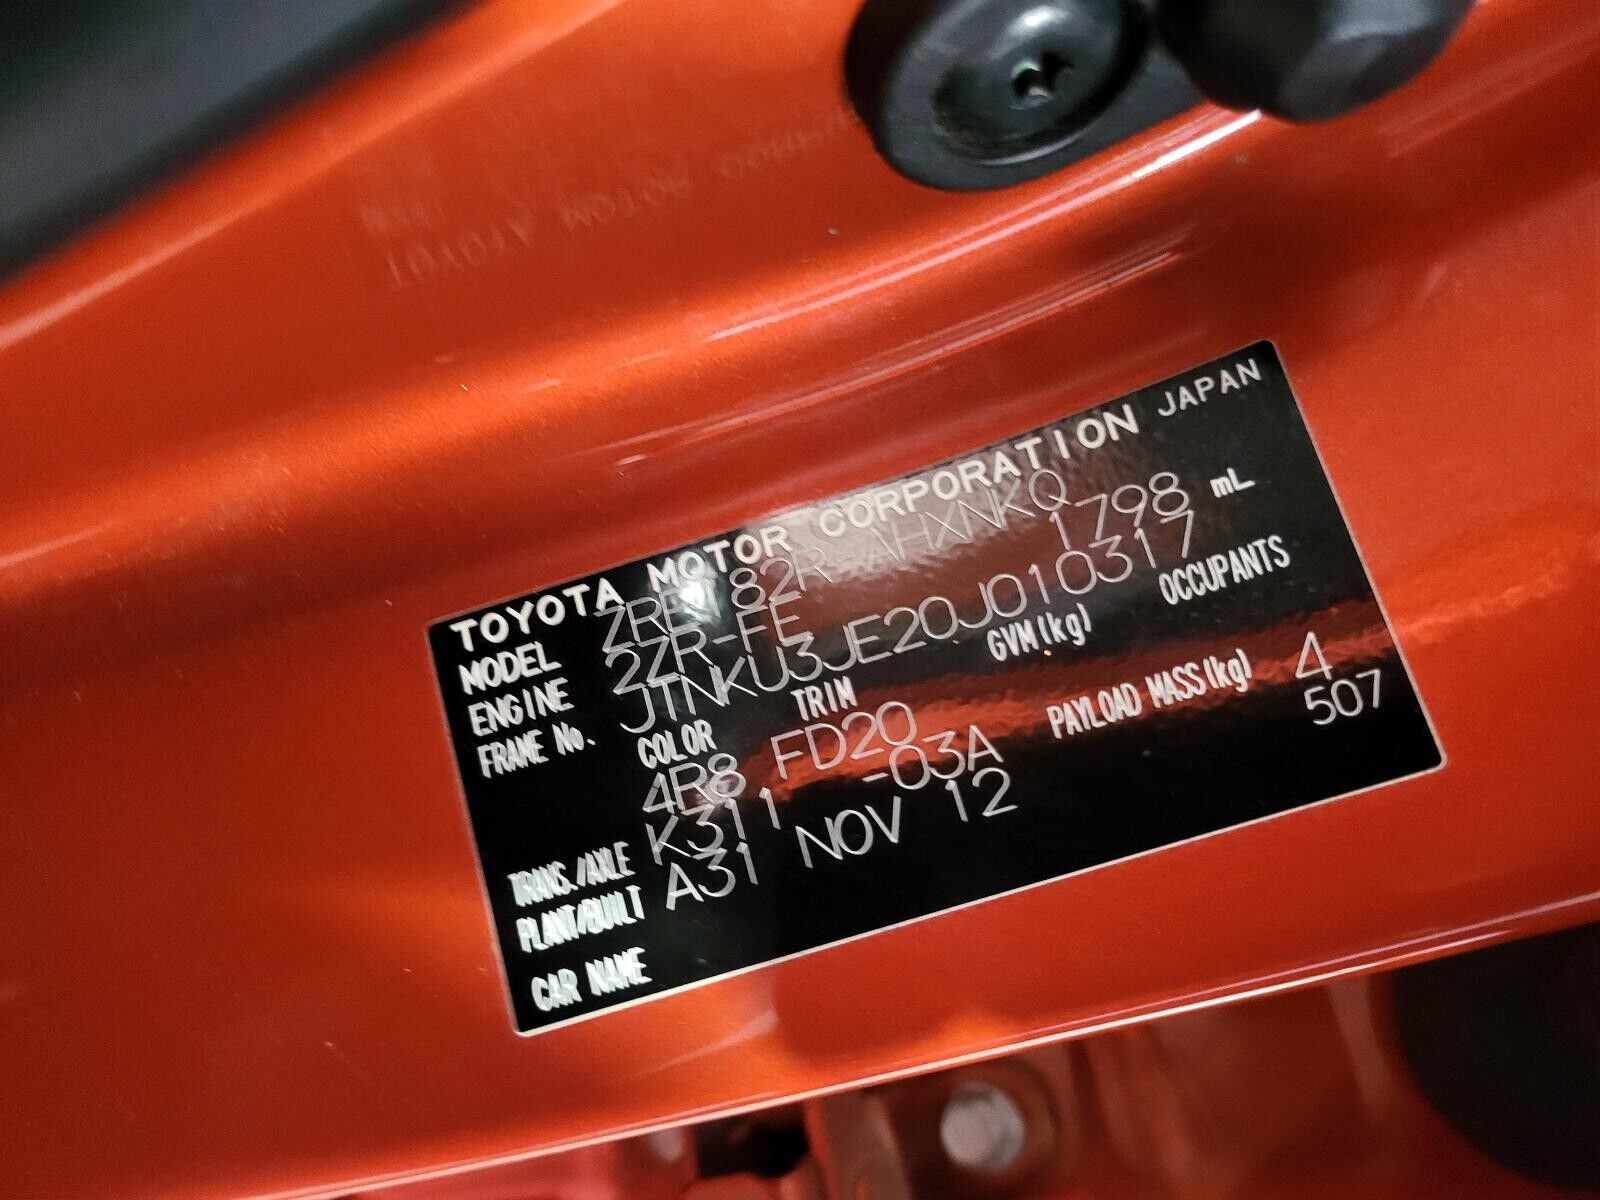 TOYOTA MOTOR CORPORATION JAPAN
MODEL ZRE182R-AHXNKQ
ENGINE 2ZR-FE 1798 mL
FRAME No. JTNKU3JE20J010317
COLOR TRIM GVM(kg) OCCUPANTS
4R8 FD20 PAYLOAD MASS(kg) 4
TRANS./AXLE K311 -03A 507
PLANT/BUILT A31 NOV 12
CAR NAME